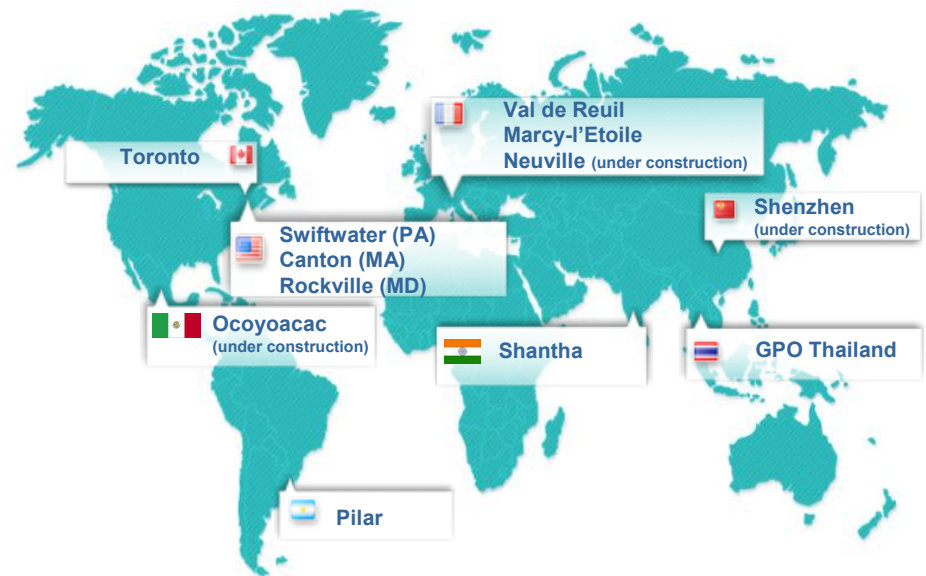 Val de Reuil
Marcy-l'Etoile
Neuville (under construction)
Toronto
Shenzhen
(under construction)
Swiftwater (PA)
Canton (MA)
Rockville (MD)
Ocoyoacac
(under construction)
Shantha
GPO Thailand
Pilar